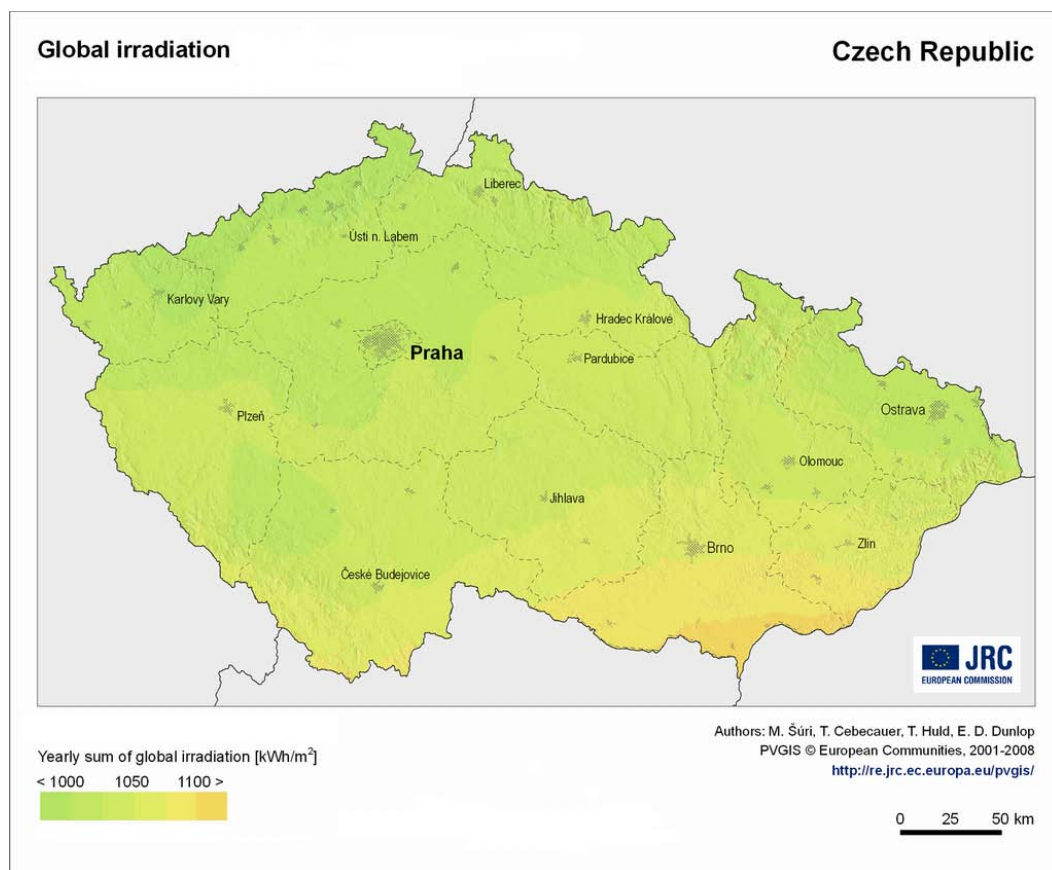 Global irradiation
Czech Republic
Liberec
Ústi n. Labem
Karlovy Vary
Hradec Králové
Praha
Pardubice
Ostrava
Plzeň
Olomouc
Jihlava
Brno
Zlín
České Budejovice
JRC
EUROPEAN COMMISSION
Authors: M. Šúri, T. Cebecauer, T. Huld, E. D. Dunlop
PVGIS © European Communities, 2001-2008
http://re.jrc.ec.europa.eu/pvgis/
Yearly sum of global irradiation [kWh/m²]
< 1000 1050 1100 >
0 25 50 km